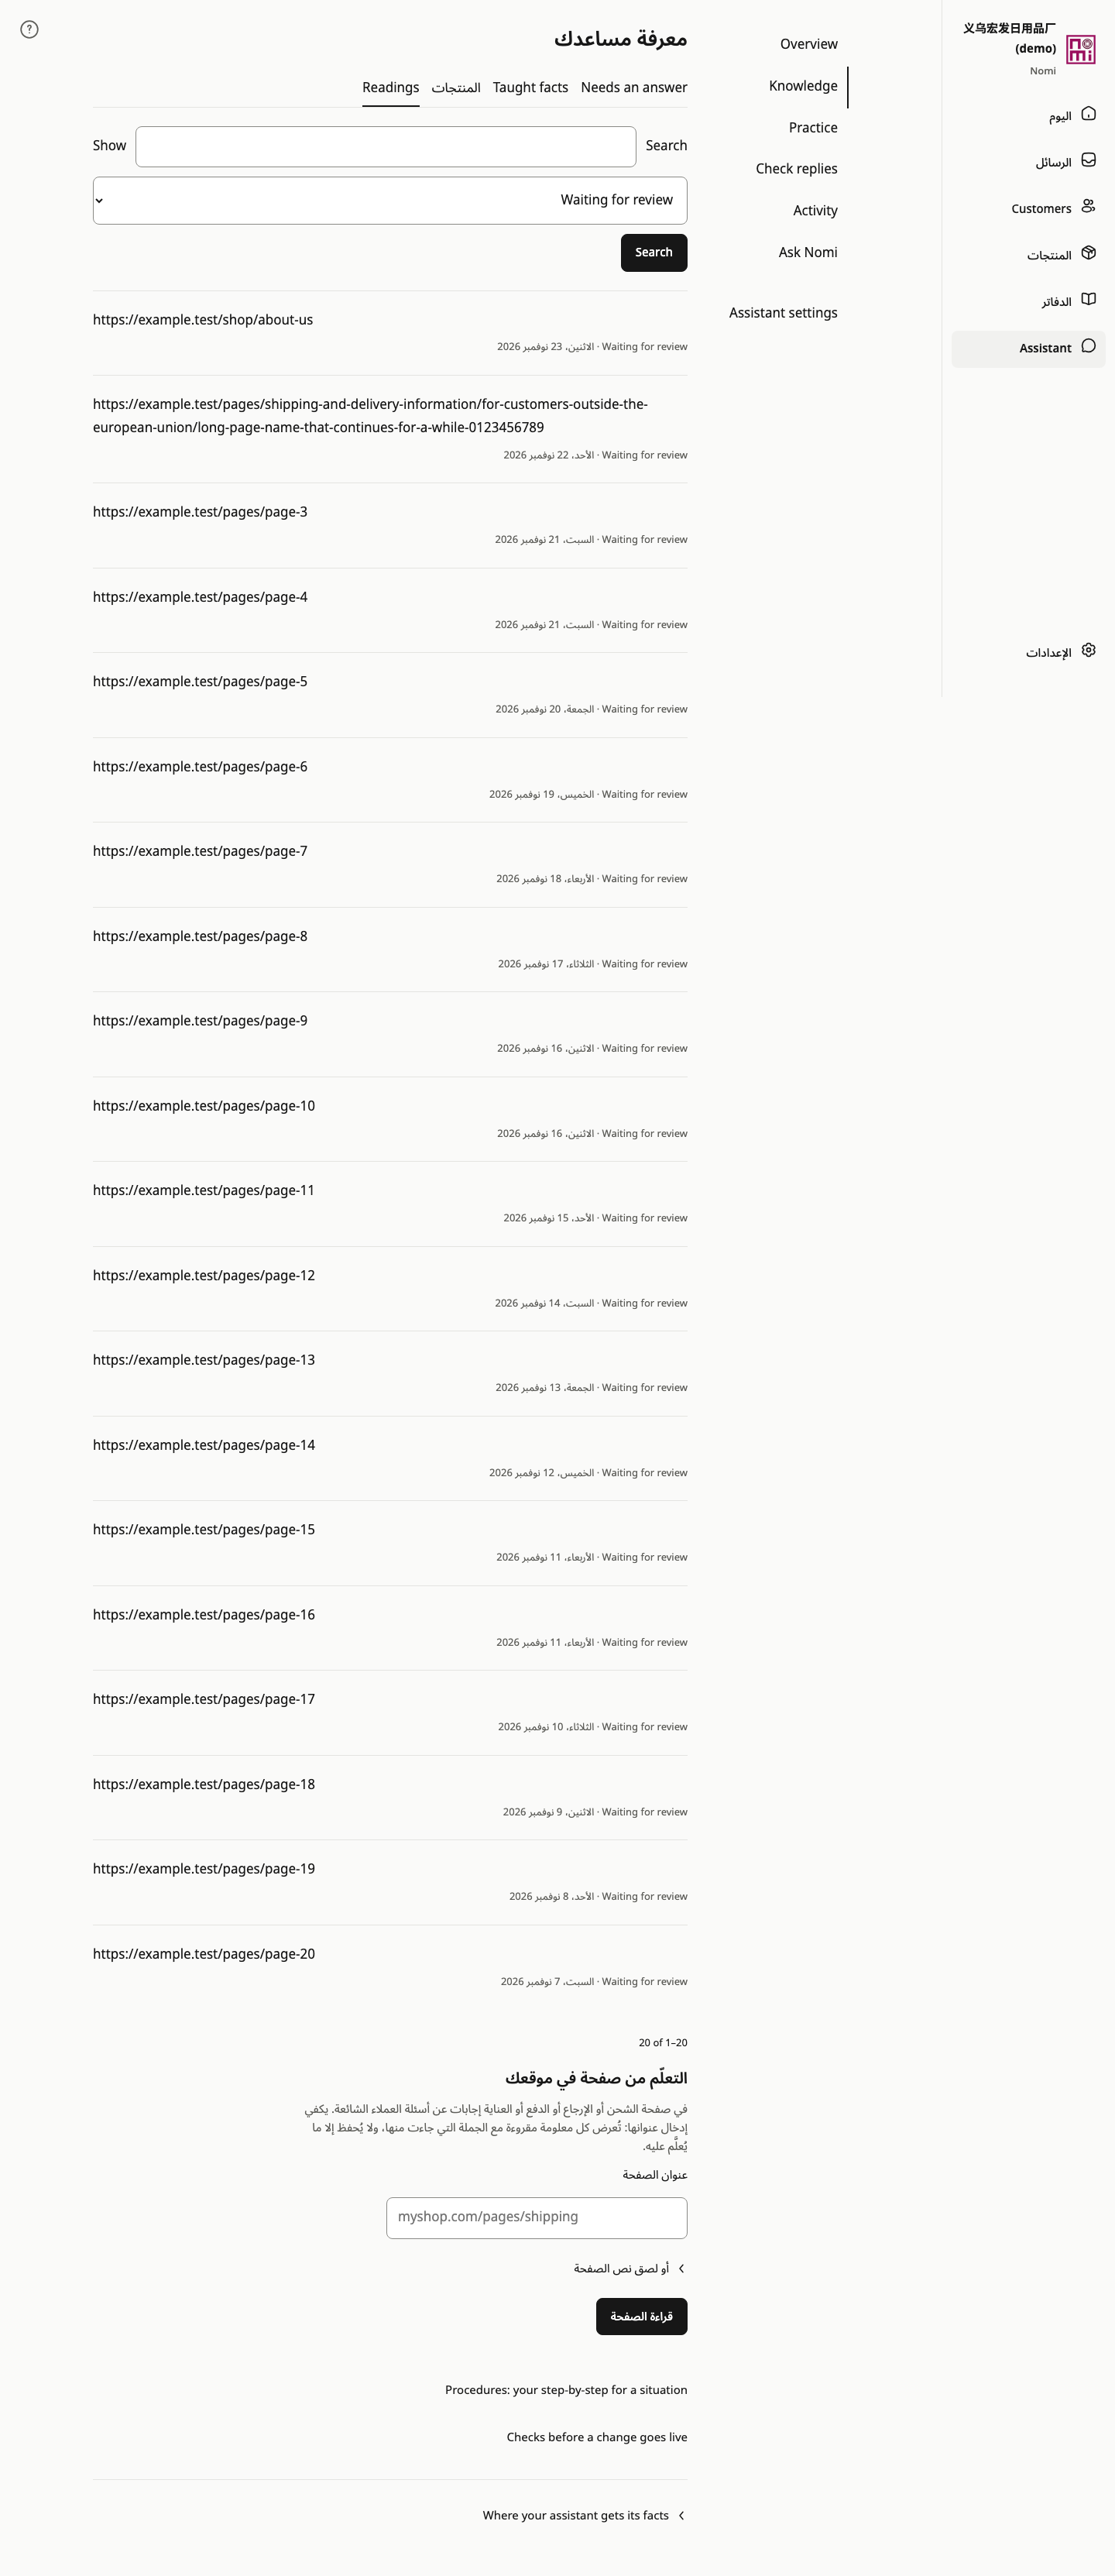 义乌宏发日用品厂
(demo)
Nomi
اليوم
الرسائل
Customers
المنتجات
الدفاتر
Assistant
الإعدادات
Overview
Knowledge
Practice
Check replies
Activity
Ask Nomi
Assistant settings
معرفة مساعدك
Needs an answer
Taught facts
المنتجات
Readings
Search
Show
Waiting for review
Search
https://example.test/shop/about-us
Waiting for review · الاثنين، 23 نوفمبر 2026
https://example.test/pages/shipping-and-delivery-information/for-customers-outside-the-
european-union/long-page-name-that-continues-for-a-while-0123456789
Waiting for review · الأحد، 22 نوفمبر 2026
https://example.test/pages/page-3
Waiting for review · السبت، 21 نوفمبر 2026
https://example.test/pages/page-4
Waiting for review · السبت، 21 نوفمبر 2026
https://example.test/pages/page-5
Waiting for review · الجمعة، 20 نوفمبر 2026
https://example.test/pages/page-6
Waiting for review · الخميس، 19 نوفمبر 2026
https://example.test/pages/page-7
Waiting for review · الأربعاء، 18 نوفمبر 2026
https://example.test/pages/page-8
Waiting for review · الثلاثاء، 17 نوفمبر 2026
https://example.test/pages/page-9
Waiting for review · الاثنين، 16 نوفمبر 2026
https://example.test/pages/page-10
Waiting for review · الاثنين، 16 نوفمبر 2026
https://example.test/pages/page-11
Waiting for review · الأحد، 15 نوفمبر 2026
https://example.test/pages/page-12
Waiting for review · السبت، 14 نوفمبر 2026
https://example.test/pages/page-13
Waiting for review · الجمعة، 13 نوفمبر 2026
https://example.test/pages/page-14
Waiting for review · الخميس، 12 نوفمبر 2026
https://example.test/pages/page-15
Waiting for review · الأربعاء، 11 نوفمبر 2026
https://example.test/pages/page-16
Waiting for review · الأربعاء، 11 نوفمبر 2026
https://example.test/pages/page-17
Waiting for review · الثلاثاء، 10 نوفمبر 2026
https://example.test/pages/page-18
Waiting for review · الاثنين، 9 نوفمبر 2026
https://example.test/pages/page-19
Waiting for review · الأحد، 8 نوفمبر 2026
https://example.test/pages/page-20
Waiting for review · السبت، 7 نوفمبر 2026
20 of 1–20
التعلّم من صفحة في موقعك
في صفحة الشحن أو الإرجاع أو الدفع أو العناية إجابات عن أسئلة العملاء الشائعة. يكفي
إدخال عنوانها: تُعرض كل معلومة مقروءة مع الجملة التي جاءت منها، ولا يُحفظ إلا ما
يُعلَّم عليه.
عنوان الصفحة
myshop.com/pages/shipping
أو لصق نص الصفحة
قراءة الصفحة
Procedures: your step-by-step for a situation
Checks before a change goes live
Where your assistant gets its facts